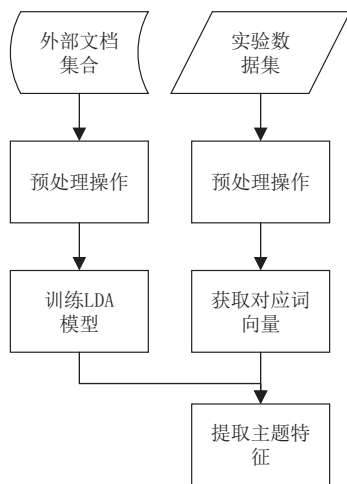 外部文档
集合
实验数
据集
预处理操作
预处理操作
训练LDA
模型
获取对应词
向量
提取主题特
征